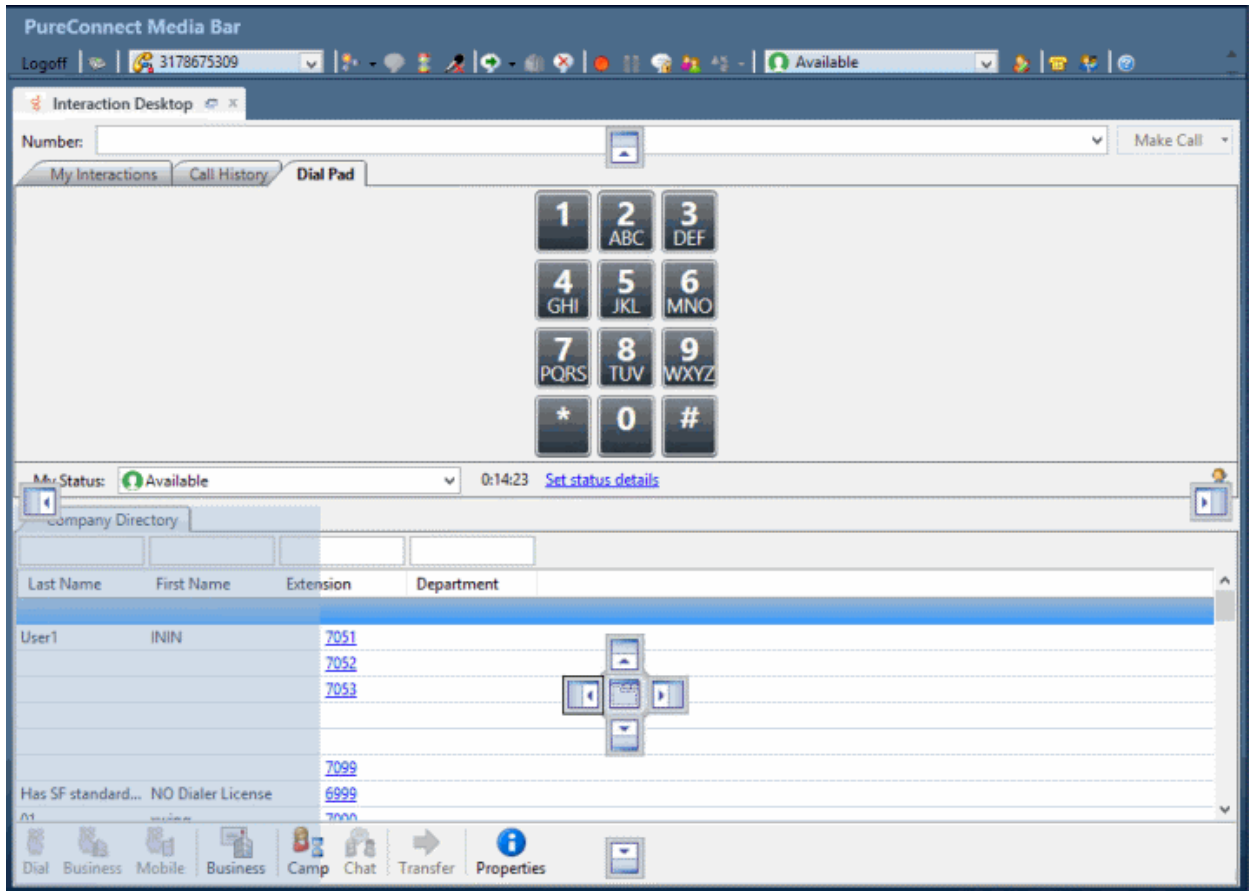 PureConnect Media Bar
Logoff 3178675309 Available
Interaction Desktop
Number: Make Call
My Interactions Call History Dial Pad
1 2 3
ABC DEF
4 5 6
GHI JKL MNO
7 8 9
PQRS TUV WXYZ
* 0 #
My Status: Available 0:14:23 Set status details
Company Directory
Last Name First Name Extension Department
User1 ININ 7051
7052
7053
7099
Has SF standard... NO Dialer License 6999
7000
Dial Business Mobile Business Camp Chat Transfer Properties